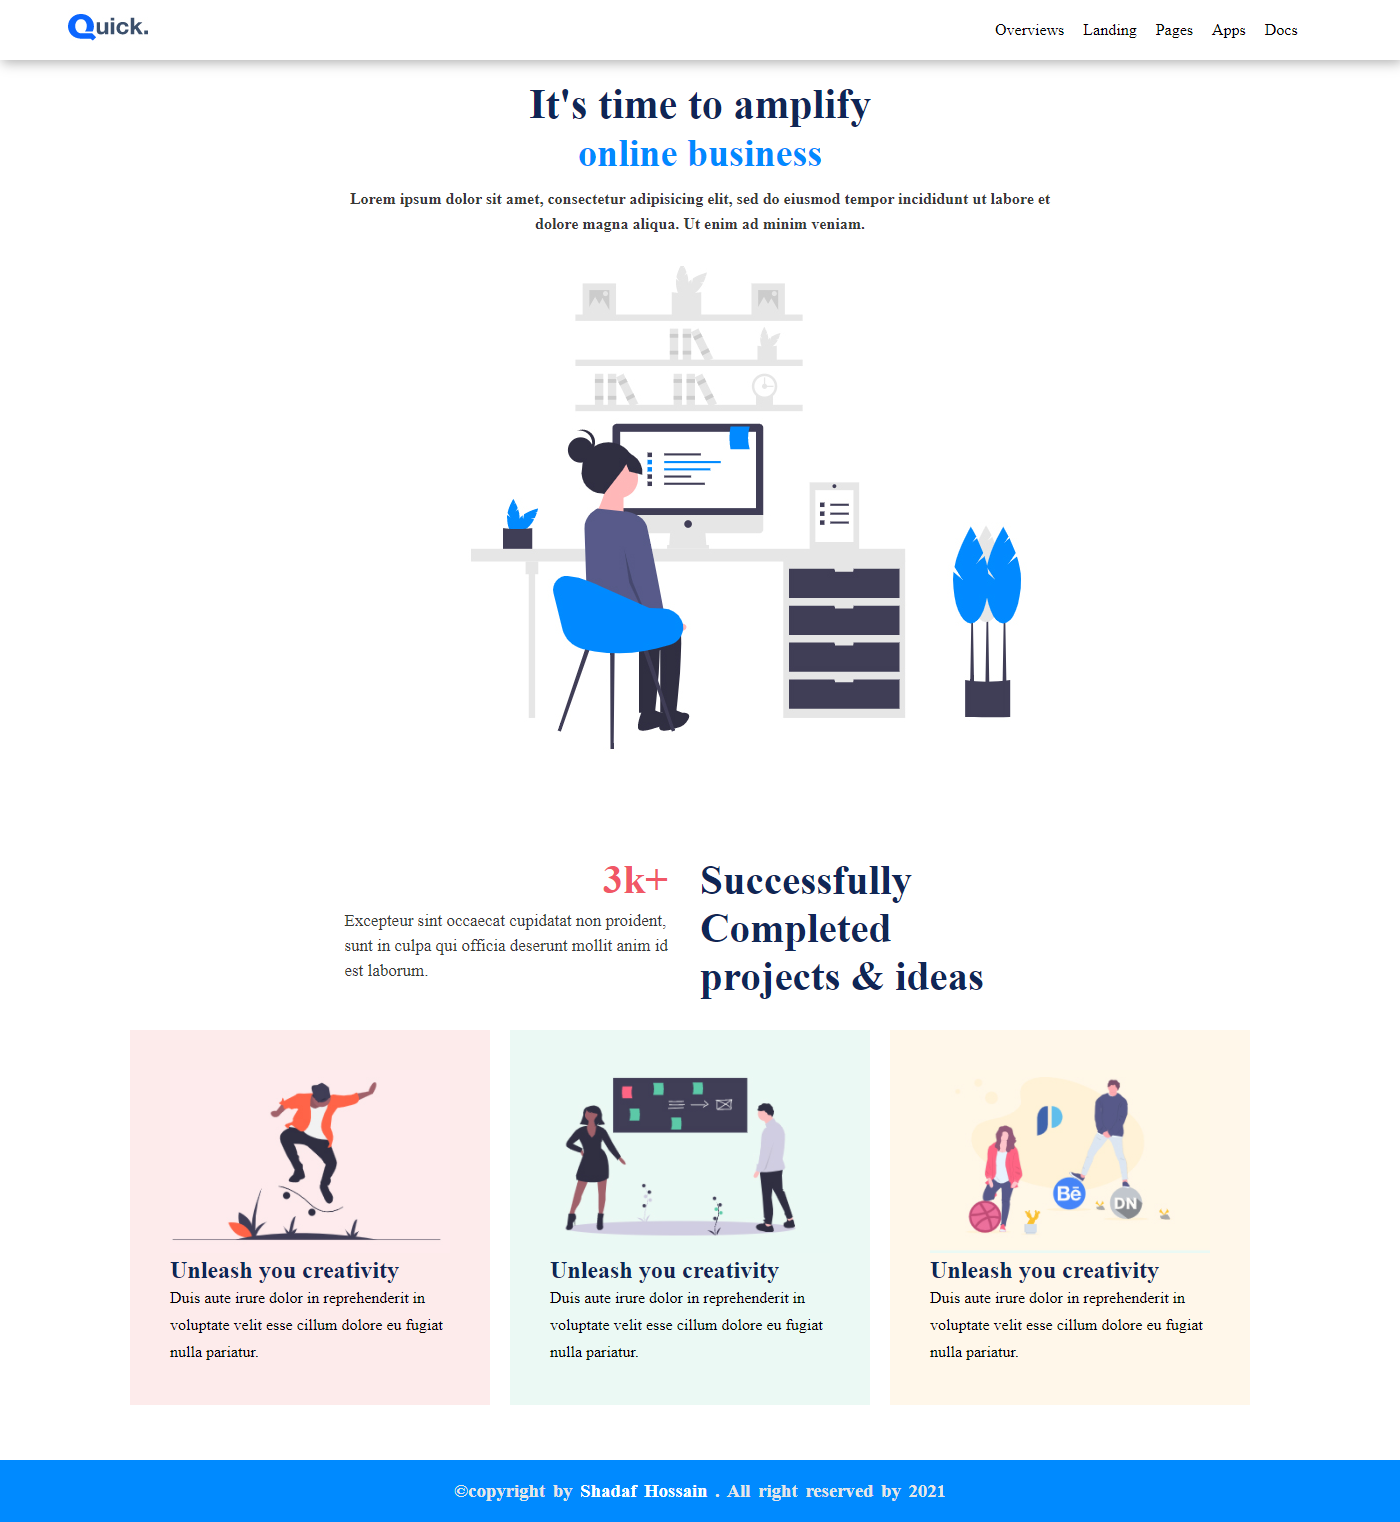 Quick.
Overviews Landing Pages Apps Docs
It's time to amplify
online business
Lorem ipsum dolor sit amet, consectetur adipisicing elit, sed do eiusmod tempor incididunt ut labore et
dolore magna aliqua. Ut enim ad minim veniam.
3k+
Excepteur sint occaecat cupidatat non proident,
sunt in culpa qui officia deserunt mollit anim id
est laborum.
Successfully
Completed
projects & ideas
Bē
DN
Unleash you creativity
Duis aute irure dolor in reprehenderit in
voluptate velit esse cillum dolore eu fugiat
nulla pariatur.
Unleash you creativity
Duis aute irure dolor in reprehenderit in
voluptate velit esse cillum dolore eu fugiat
nulla pariatur.
Unleash you creativity
Duis aute irure dolor in reprehenderit in
voluptate velit esse cillum dolore eu fugiat
nulla pariatur.
©copyright by Shadaf Hossain . All right reserved by 2021